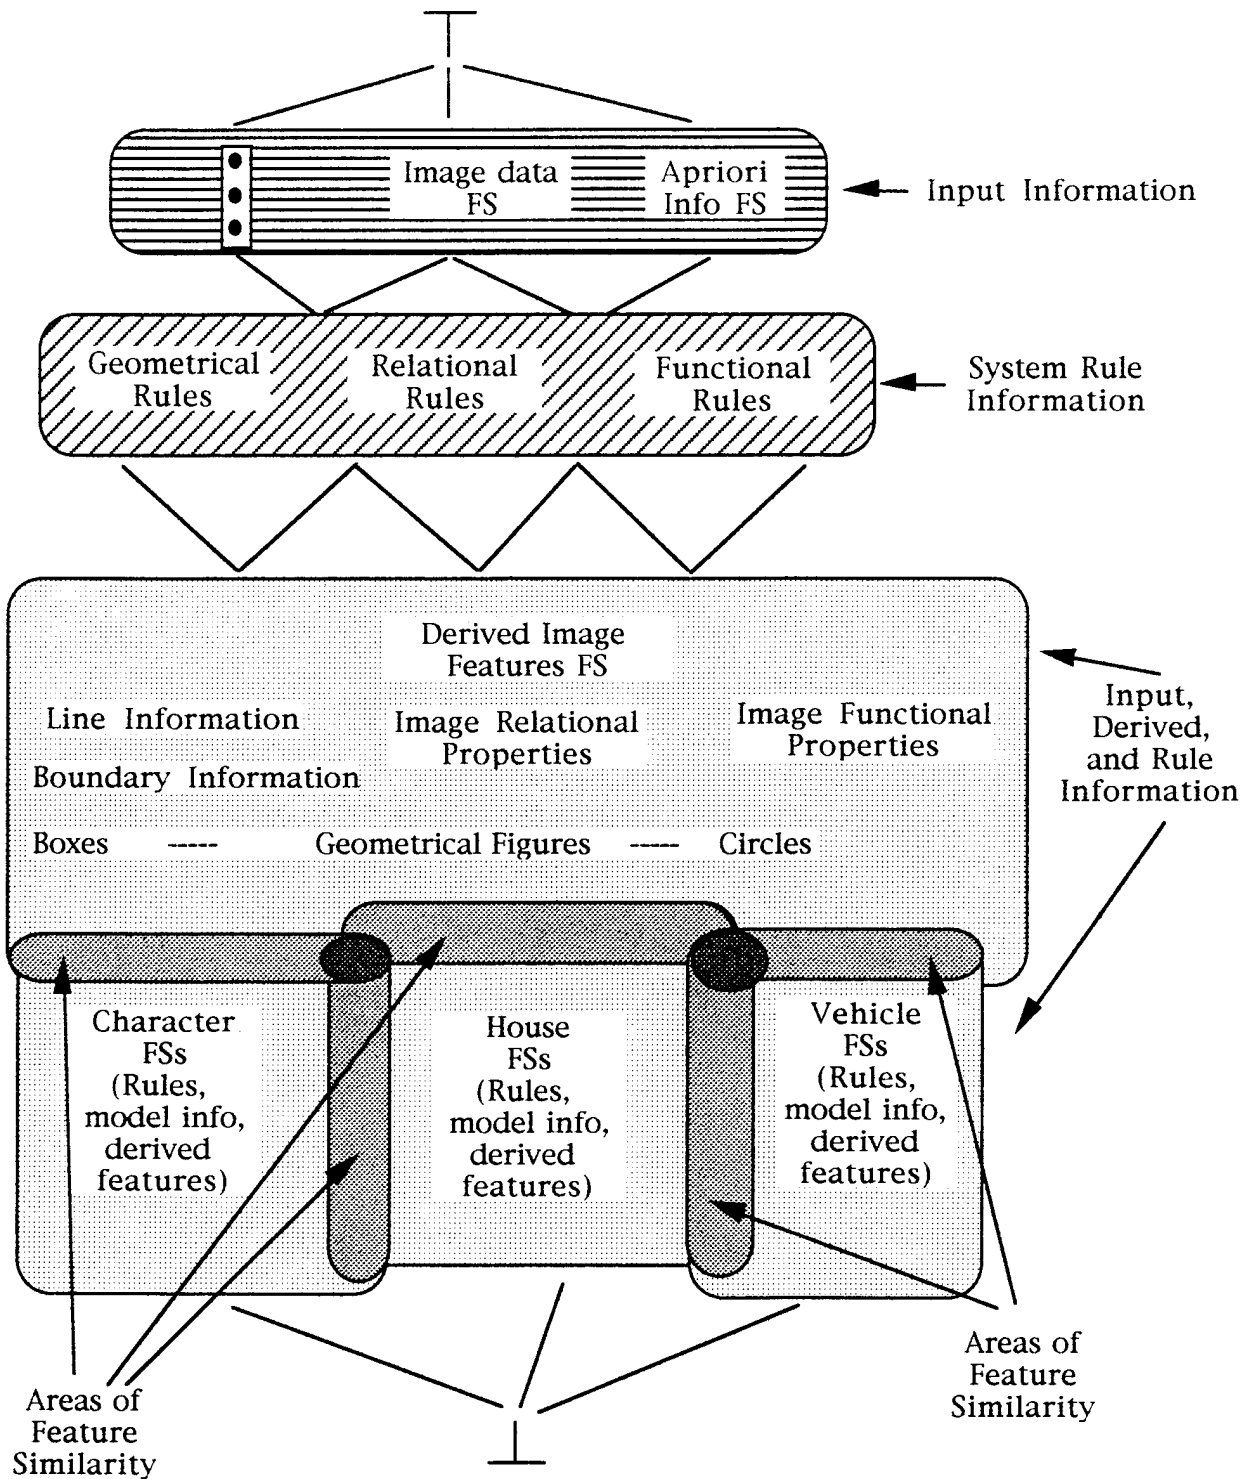 Image data
FS
Apriori
Info FS
Input Information
Geometrical
Rules
Relational
Rules
Functional
Rules
System Rule
Information
Derived Image
Features FS
Line Information
Image Relational
Properties
Image Functional
Properties
Boundary Information
Boxes ----- Geometrical Figures ----- Circles
Input,
Derived,
and Rule
Information
Character
FSs
(Rules,
model info,
derived
features)
House
FSs
(Rules,
model info,
derived
features)
Vehicle
FSs
(Rules,
model info,
derived
features)
Areas of
Feature
Similarity
Areas of
Feature
Similarity